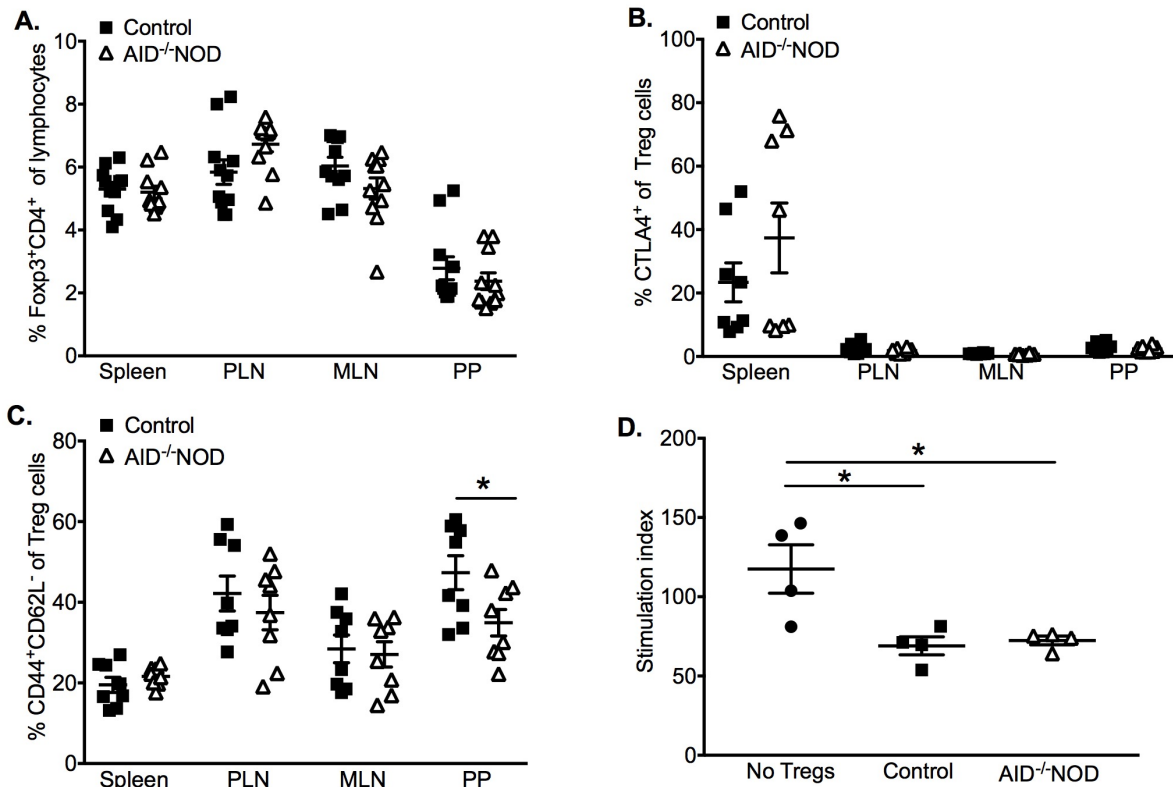 A.
■ Control
△ AID-/-NOD
% Foxp3+CD4+ of lymphocytes
10
8
6
4
2
0
Spleen PLN MLN PP
B.
■ Control
△ AID-/-NOD
% CTLA4+ of Treg cells
100
80
60
40
20
0
Spleen PLN MLN PP
C.
■ Control
△ AID-/-NOD
% CD44+CD62L- of Treg cells
80
60
40
20
0
*
Spleen PLN MLN PP
D.
Stimulation index
200
150
100
50
0
*
*
No Tregs Control AID-/-NOD